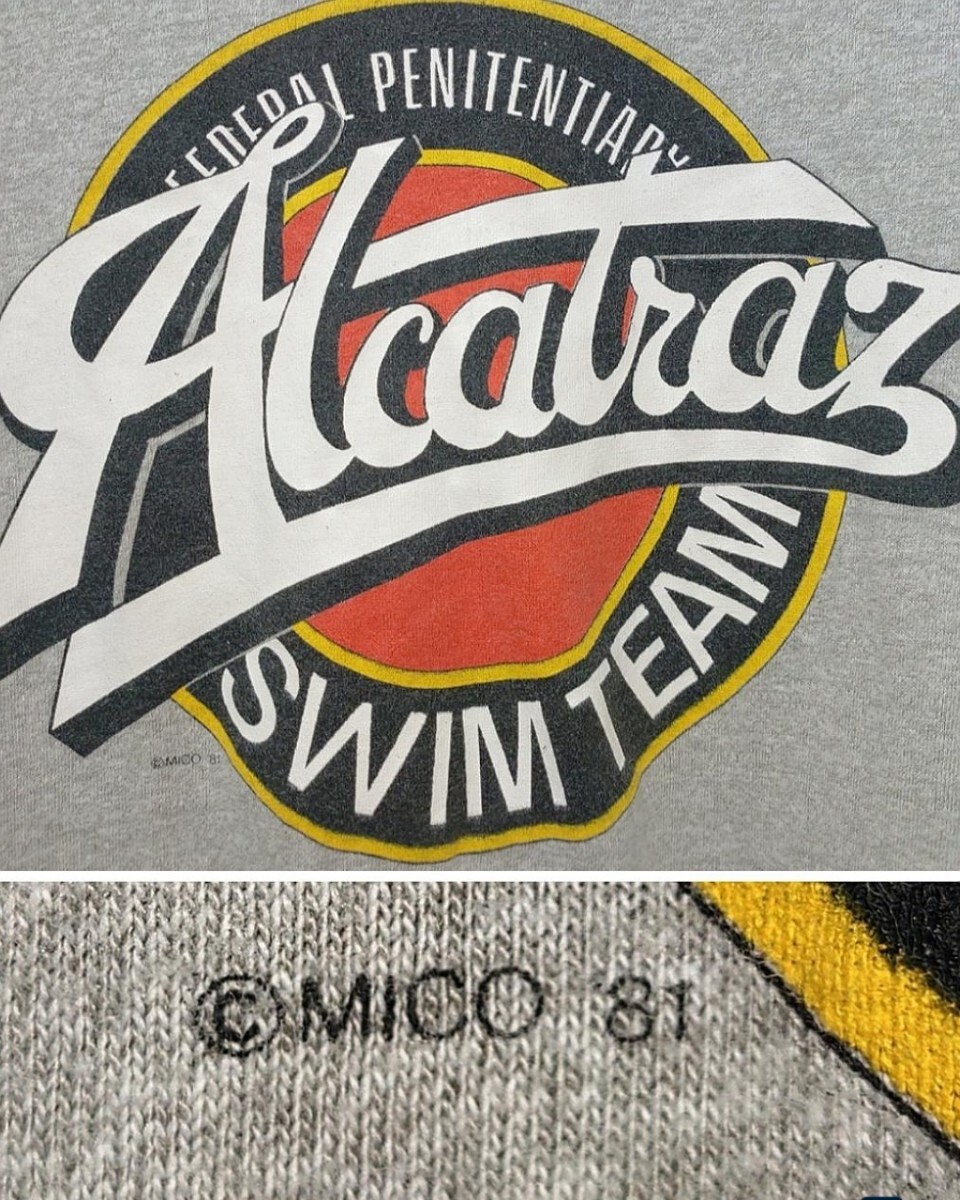 FEDERAL PENITENTIARY
Alcatraz
SWIM TEAM
©MICO '81
©MICO '81